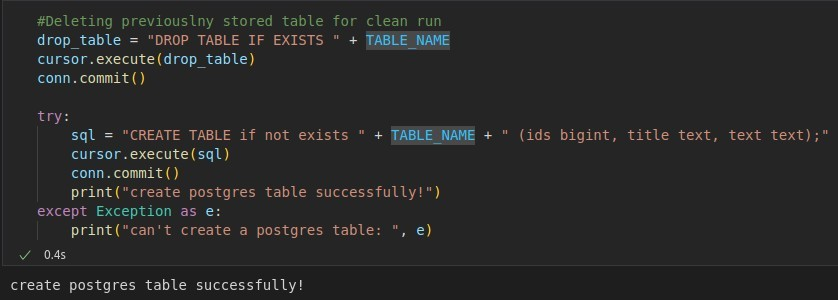 #Deleting previouslny stored table for clean run
drop_table = "DROP TABLE IF EXISTS " + TABLE_NAME
cursor.execute(drop_table)
conn.commit()
try:
sql = "CREATE TABLE if not exists " + TABLE_NAME + " (ids bigint, title text, text text);"
cursor.execute(sql)
conn.commit()
print("create postgres table successfully!")
except Exception as e:
print("can't create a postgres table: ", e)
0.4s
create postgres table successfully!